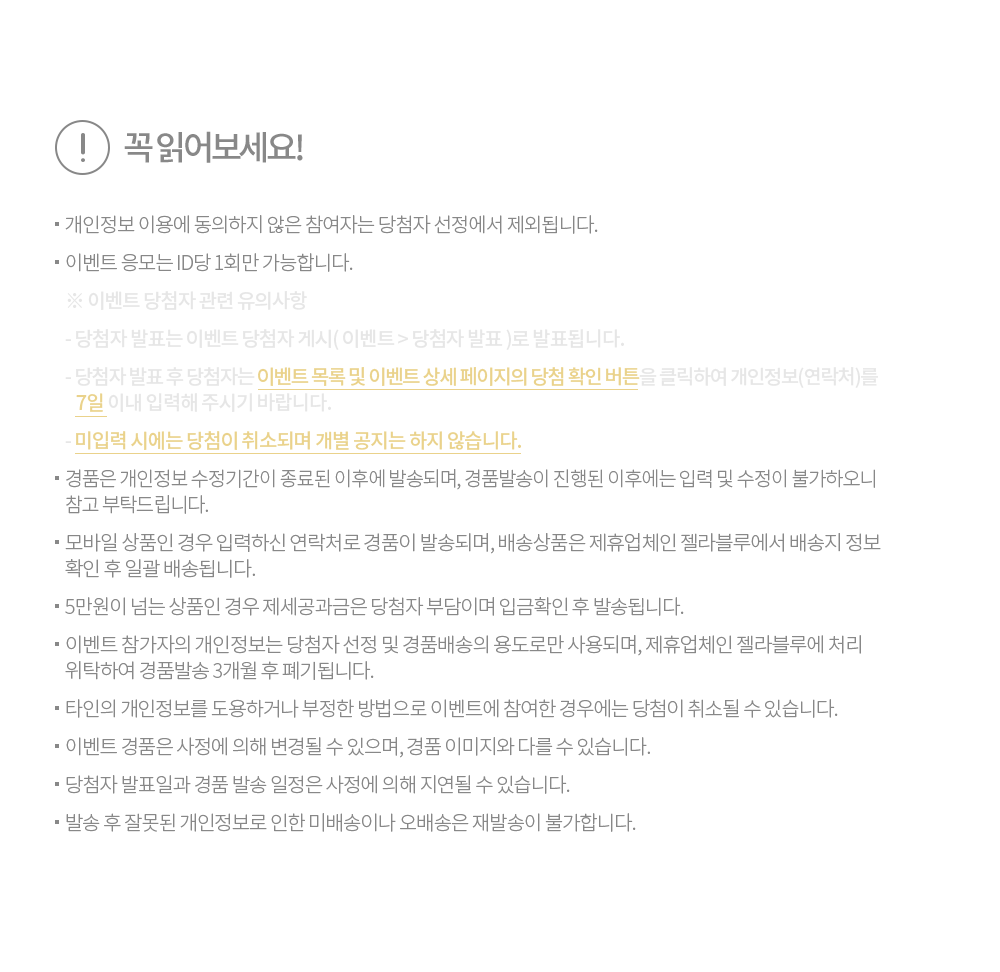 꼭 읽어보세요!
· 개인정보 이용에 동의하지 않은 참여자는 당첨자 선정에서 제외됩니다.
· 이벤트 응모는 ID당 1회만 가능합니다.
※ 이벤트 당첨자 관련 유의사항
- 당첨자 발표는 이벤트 당첨자 게시( 이벤트 > 당첨자 발표 )로 발표됩니다.
- 당첨자 발표 후 당첨자는 이벤트 목록 및 이벤트 상세 페이지의 당첨 확인 버튼을 클릭하여 개인정보(연락처)를
7일 이내 입력해 주시기 바랍니다.
- 미입력 시에는 당첨이 취소되며 개별 공지는 하지 않습니다.
· 경품은 개인정보 수정기간이 종료된 이후에 발송되며, 경품발송이 진행된 이후에는 입력 및 수정이 불가하오니
참고 부탁드립니다.
· 모바일 상품인 경우 입력하신 연락처로 경품이 발송되며, 배송상품은 제휴업체인 젤라블루에서 배송지 정보
확인 후 일괄 배송됩니다.
· 5만원이 넘는 상품인 경우 제세공과금은 당첨자 부담이며 입금확인 후 발송됩니다.
· 이벤트 참가자의 개인정보는 당첨자 선정 및 경품배송의 용도로만 사용되며, 제휴업체인 젤라블루에 처리
위탁하여 경품발송 3개월 후 폐기됩니다.
· 타인의 개인정보를 도용하거나 부정한 방법으로 이벤트에 참여한 경우에는 당첨이 취소될 수 있습니다.
· 이벤트 경품은 사정에 의해 변경될 수 있으며, 경품 이미지와 다를 수 있습니다.
· 당첨자 발표일과 경품 발송 일정은 사정에 의해 지연될 수 있습니다.
· 발송 후 잘못된 개인정보로 인한 미배송이나 오배송은 재발송이 불가합니다.